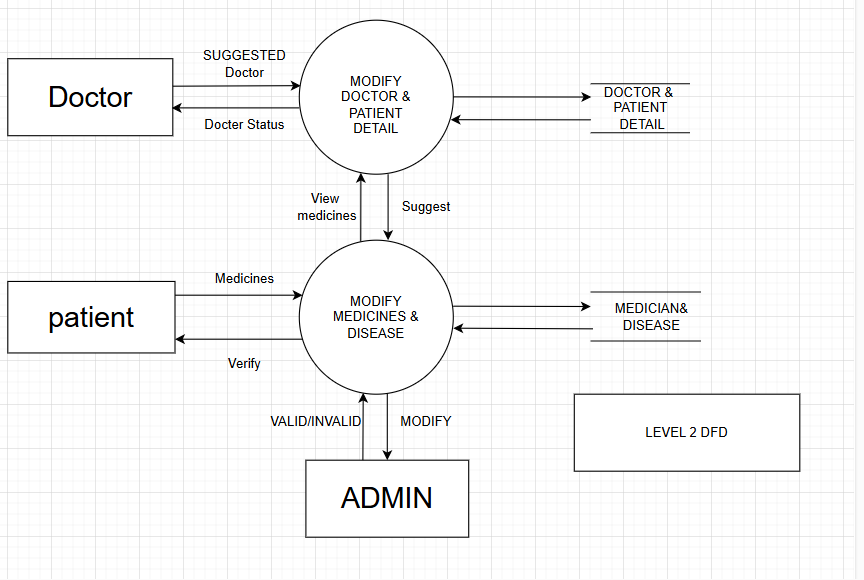 SUGGESTED
Doctor
Doctor
Docter Status
MODIFY
DOCTOR &
PATIENT
DETAIL
DOCTOR &
PATIENT
DETAIL
View
medicines
Suggest
Medicines
patient
Verify
MODIFY
MEDICINES &
DISEASE
MEDICIAN&
DISEASE
VALID/INVALID
MODIFY
LEVEL 2 DFD
ADMIN